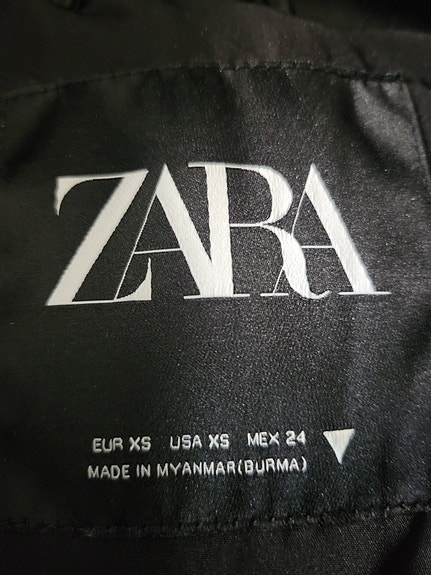 ZARA
EUR XS USA XS MEX 24
MADE IN MYANMAR(BURMA)